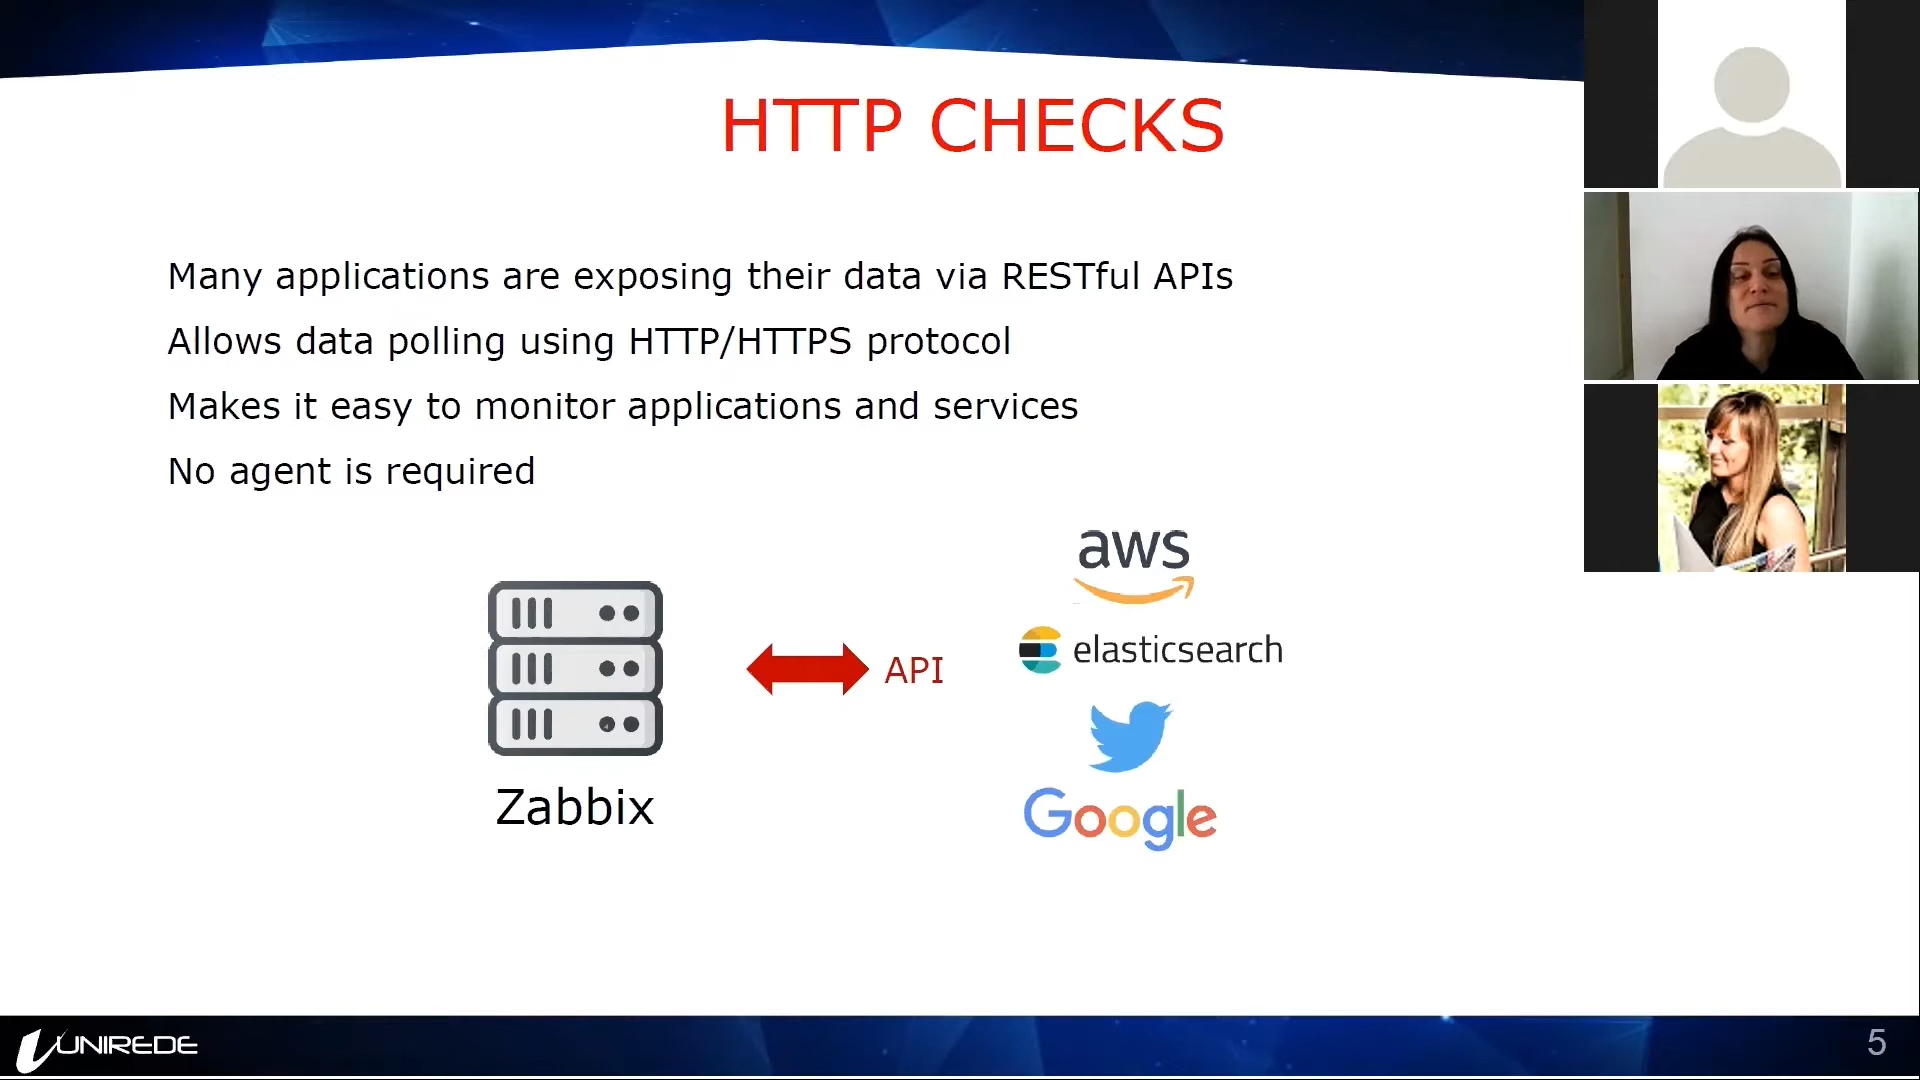 HTTP CHECKS
Many applications are exposing their data via RESTful APIs
Allows data polling using HTTP/HTTPS protocol
Makes it easy to monitor applications and services
No agent is required
aws
elasticsearch
API
Google
Zabbix
UNIREDE
5